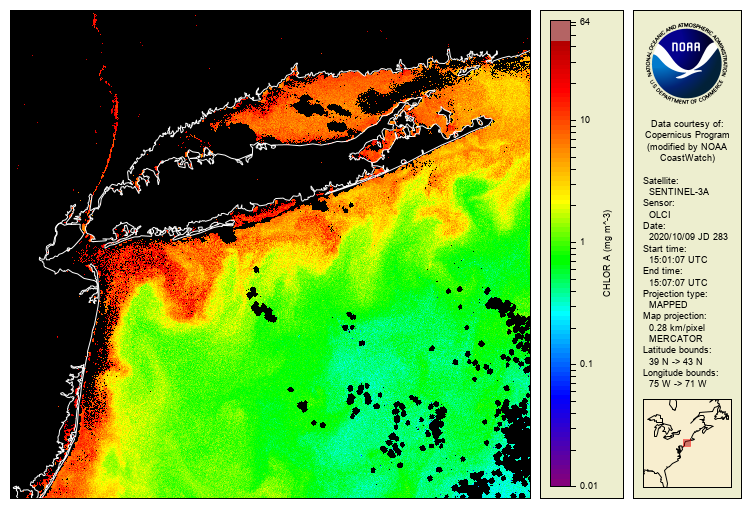 64
10
1
0.1
0.01
CHLOR A (mg m^-3)
NATIONAL OCEANIC AND ATMOSPHERIC ADMINISTRATION
NOAA
U.S. DEPARTMENT OF COMMERCE
Data courtesy of:
Copernicus Program
(modified by NOAA
CoastWatch)
Satellite:
SENTINEL-3A
Sensor:
OLCI
Date:
2020/10/09 JD 283
Start time:
15:01:07 UTC
End time:
15:07:07 UTC
Projection type:
MAPPED
Map projection:
0.28 km/pixel
MERCATOR
Latitude bounds:
39 N -> 43 N
Longitude bounds:
75 W -> 71 W